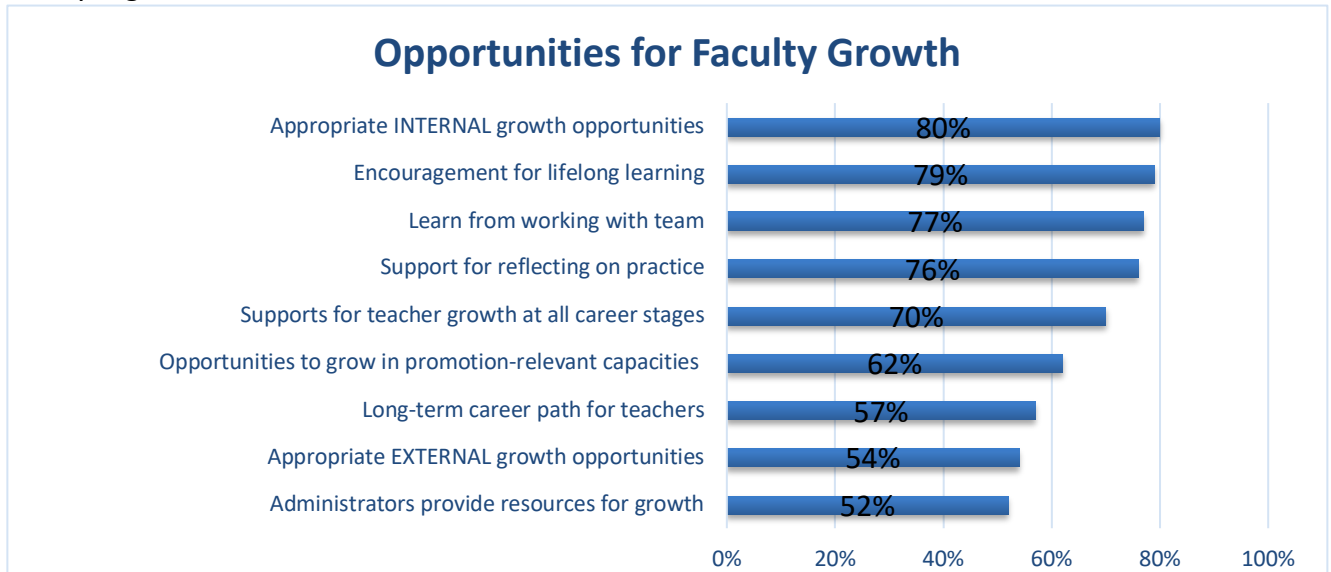 Opportunities for Faculty Growth
Appropriate INTERNAL growth opportunities 80%
Encouragement for lifelong learning 79%
Learn from working with team 77%
Support for reflecting on practice 76%
Supports for teacher growth at all career stages 70%
Opportunities to grow in promotion-relevant capacities 62%
Long-term career path for teachers 57%
Appropriate EXTERNAL growth opportunities 54%
Administrators provide resources for growth 52%
0% 20% 40% 60% 80% 100%